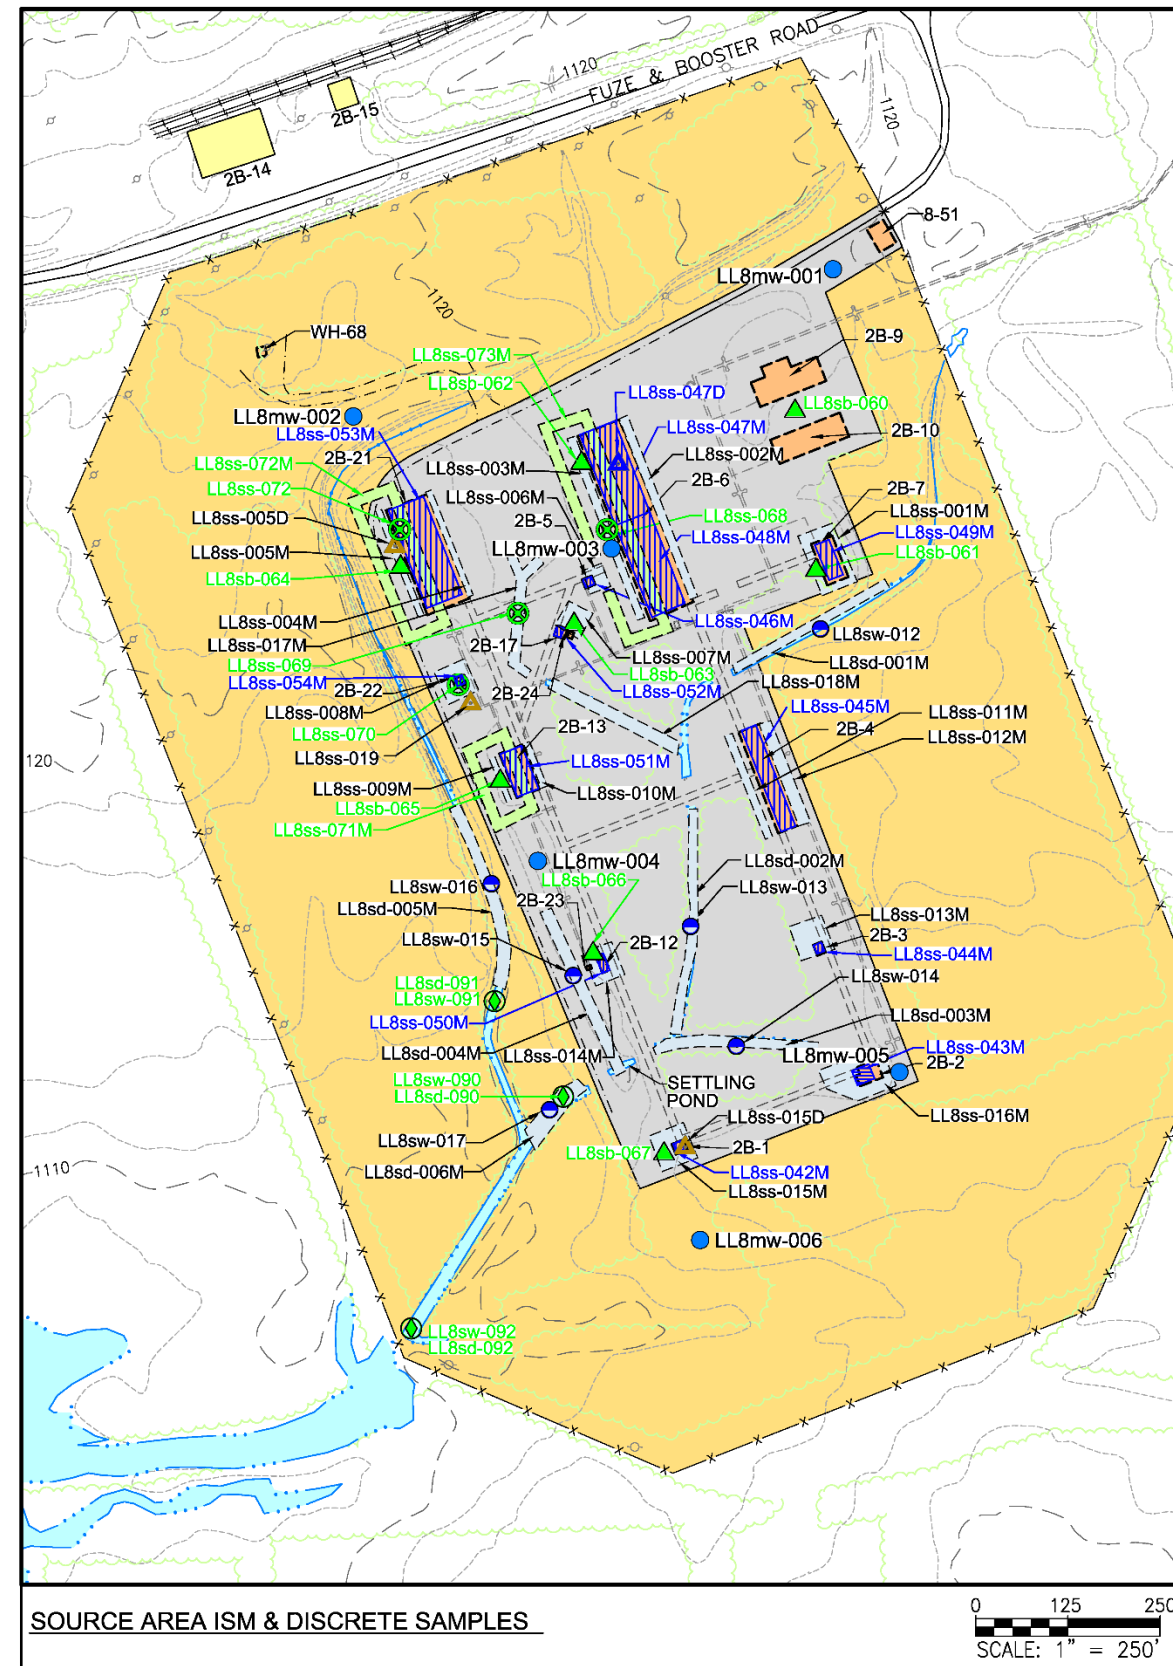 1120
FUZE & BOOSTER ROAD
1120
2B-15
2B-14
8-51
LL8mw-001
1120
WH-68
2B-9
LL8ss-073M
LL8sb-062
LL8ss-047D
LL8sb-060
LL8mw-002
LL8ss-047M
LL8ss-053M
2B-10
2B-21
LL8ss-002M
LL8ss-072M
LL8ss-003M
2B-6
2B-7
LL8ss-072
LL8ss-006M
LL8ss-001M
LL8ss-005D
2B-5
LL8ss-068
LL8ss-049M
LL8ss-005M
LL8mw-003
LL8ss-048M
LL8sb-061
LL8sb-064
LL8ss-004M
LL8ss-046M
LL8ss-017M
LL8sw-012
2B-17
LL8ss-007M
LL8sd-001M
LL8ss-069
LL8sb-063
LL8ss-054M
LL8ss-018M
2B-22
2B-24
LL8ss-052M
LL8ss-008M
LL8ss-045M
LL8ss-011M
LL8ss-070
2B-13
2B-4
LL8ss-012M
LL8ss-019
120
LL8ss-051M
LL8ss-009M
LL8ss-010M
LL8sb-065
LL8ss-071M
LL8mw-004
LL8sd-002M
LL8sb-066
LL8sw-016
LL8sw-013
2B-23
LL8sd-005M
LL8ss-013M
LL8sw-015
2B-12
2B-3
LL8ss-044M
LL8sw-014
LL8sd-091
LL8sw-091
LL8ss-050M
LL8sd-003M
LL8sd-004M
LL8ss-014M
LL8mw-005
LL8ss-043M
2B-2
LL8sw-090
LL8sd-090
SETTLING
POND
LL8ss-015D
LL8ss-016M
LL8sw-017
2B-1
LL8sb-067
LL8sd-006M
LL8ss-042M
1110
LL8ss-015M
LL8mw-006
LL8sw-092
LL8sd-092
SOURCE AREA ISM & DISCRETE SAMPLES
0 125 250
SCALE: 1" = 250'